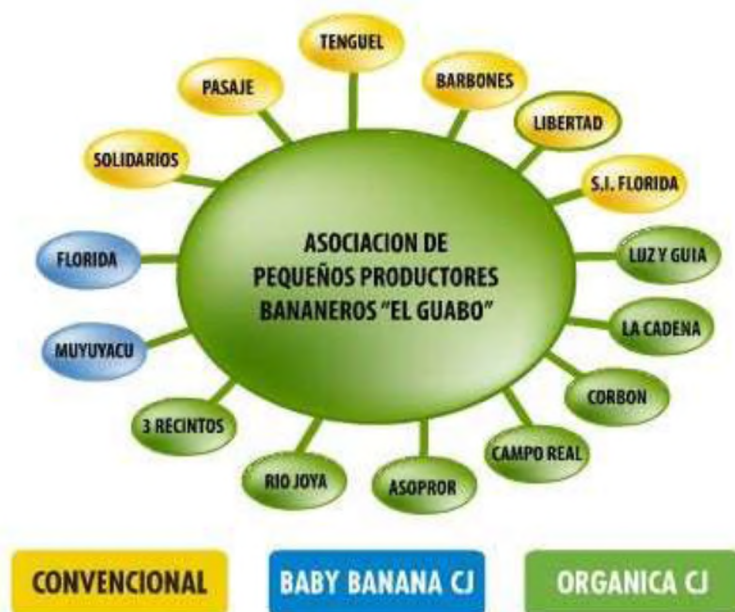 TENGUEL
PASAJE
BARBONES
LIBERTAD
SOLIDARIOS
S.I. FLORIDA
ASOCIACION DE
PEQUEÑOS PRODUCTORES
BANANEROS "EL GUABO"
FLORIDA
LUZ Y GUIA
LA CADENA
MUYUYACU
CORBON
3 RECINTOS
CAMPO REAL
RIO JOYA
ASOPROR
CONVENCIONAL
BABY BANANA CJ
ORGANICA CJ